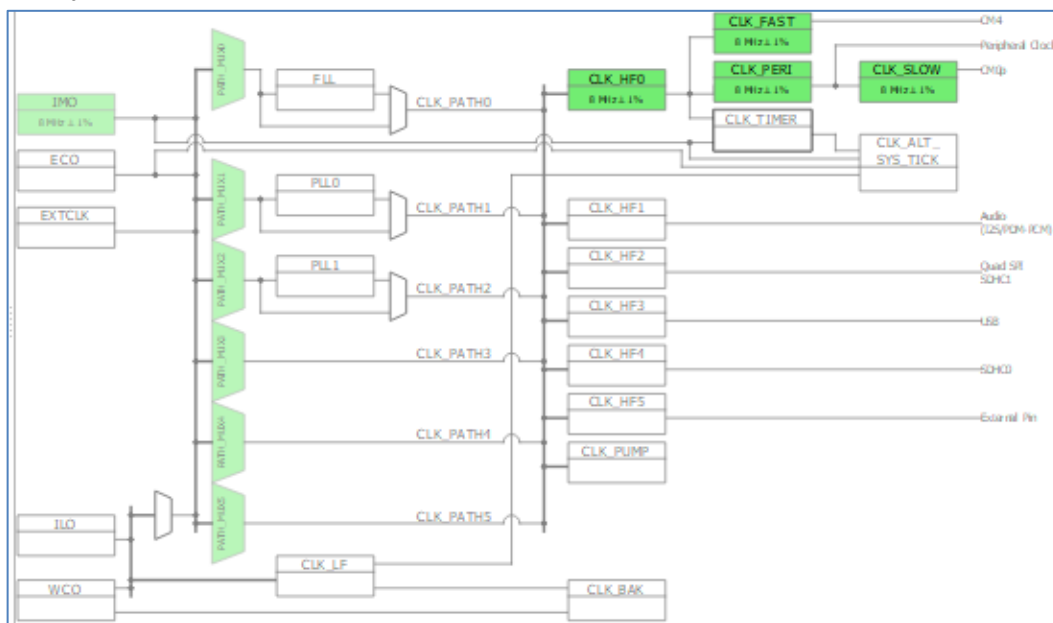 CLK_FAST
8 MHz ± 1%
CM4
Peripheral Clock
CLK_HF0
8 MHz ± 1%
CLK_PERI
8 MHz ± 1%
CLK_SLOW
8 MHz ± 1%
CM0p
PATH_MUX0
FLL
CLK_PATH0
IMO
8 MHz ± 1%
CLK_TIMER
CLK_ALT_
SYS_TICK
ECO
EXTCLK
PATH_MUX1
PLL0
CLK_PATH1
CLK_HF1
Audio
(I2S/PDM-PCM)
PATH_MUX2
PLL1
CLK_PATH2
CLK_HF2
Quad SPI
SDHC1
CLK_HF3
USB
PATH_MUX3
CLK_PATH3
CLK_HF4
SDHC0
CLK_HF5
External Pin
PATH_MUX4
CLK_PATH4
CLK_PUMP
PATH_MUX5
CLK_PATH5
ILO
CLK_LF
WCO
CLK_BAK